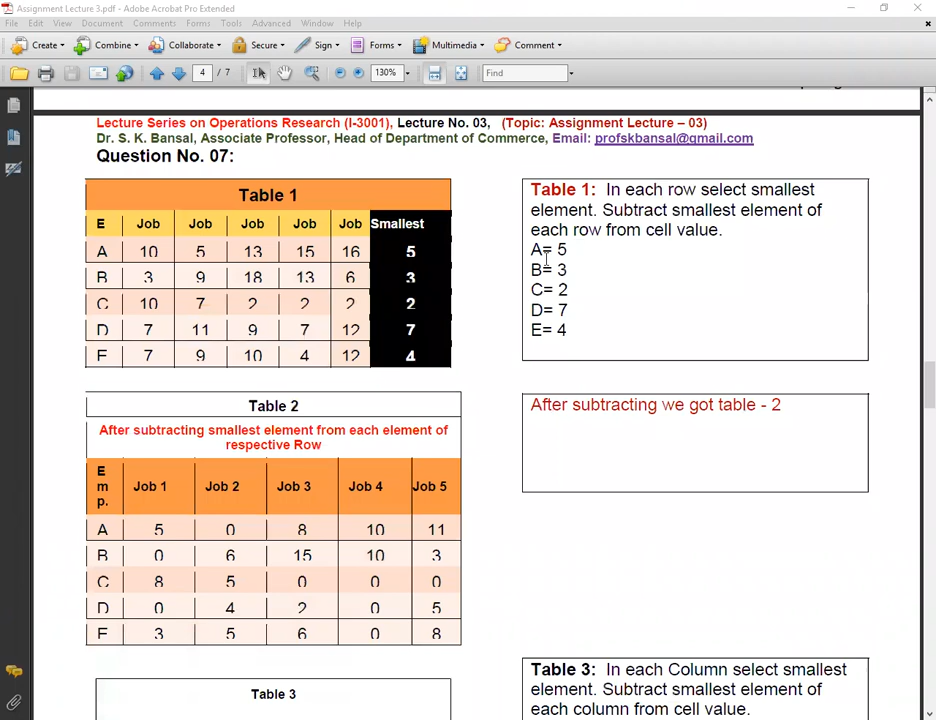 Assignment Lecture 3.pdf - Adobe Acrobat Pro Extended
File Edit View Document Comments Forms Tools Advanced Window Help
Create Combine Collaborate Secure Sign Forms Multimedia Comment
4 / 7 130% Find
Lecture Series on Operations Research (I-3001), Lecture No. 03, (Topic: Assignment Lecture – 03)
Dr. S. K. Bansal, Associate Professor, Head of Department of Commerce, Email: profskbansal@gmail.com
Question No. 07:
Table 1
E Job Job Job Job Job Smallest
A 10 5 13 15 16 5
B 3 9 18 13 6 3
C 10 7 2 2 2 2
D 7 11 9 7 12 7
E 7 9 10 4 12 4
Table 1: In each row select smallest
element. Subtract smallest element of
each row from cell value.
A= 5
B= 3
C= 2
D= 7
E= 4
Table 2
After subtracting smallest element from each element of
respective Row
E
m
p.
Job 1 Job 2 Job 3 Job 4 Job 5
A 5 0 8 10 11
B 0 6 15 10 3
C 8 5 0 0 0
D 0 4 2 0 5
E 3 5 6 0 8
After subtracting we got table - 2
Table 3
Table 3: In each Column select smallest
element. Subtract smallest element of
each column from cell value.